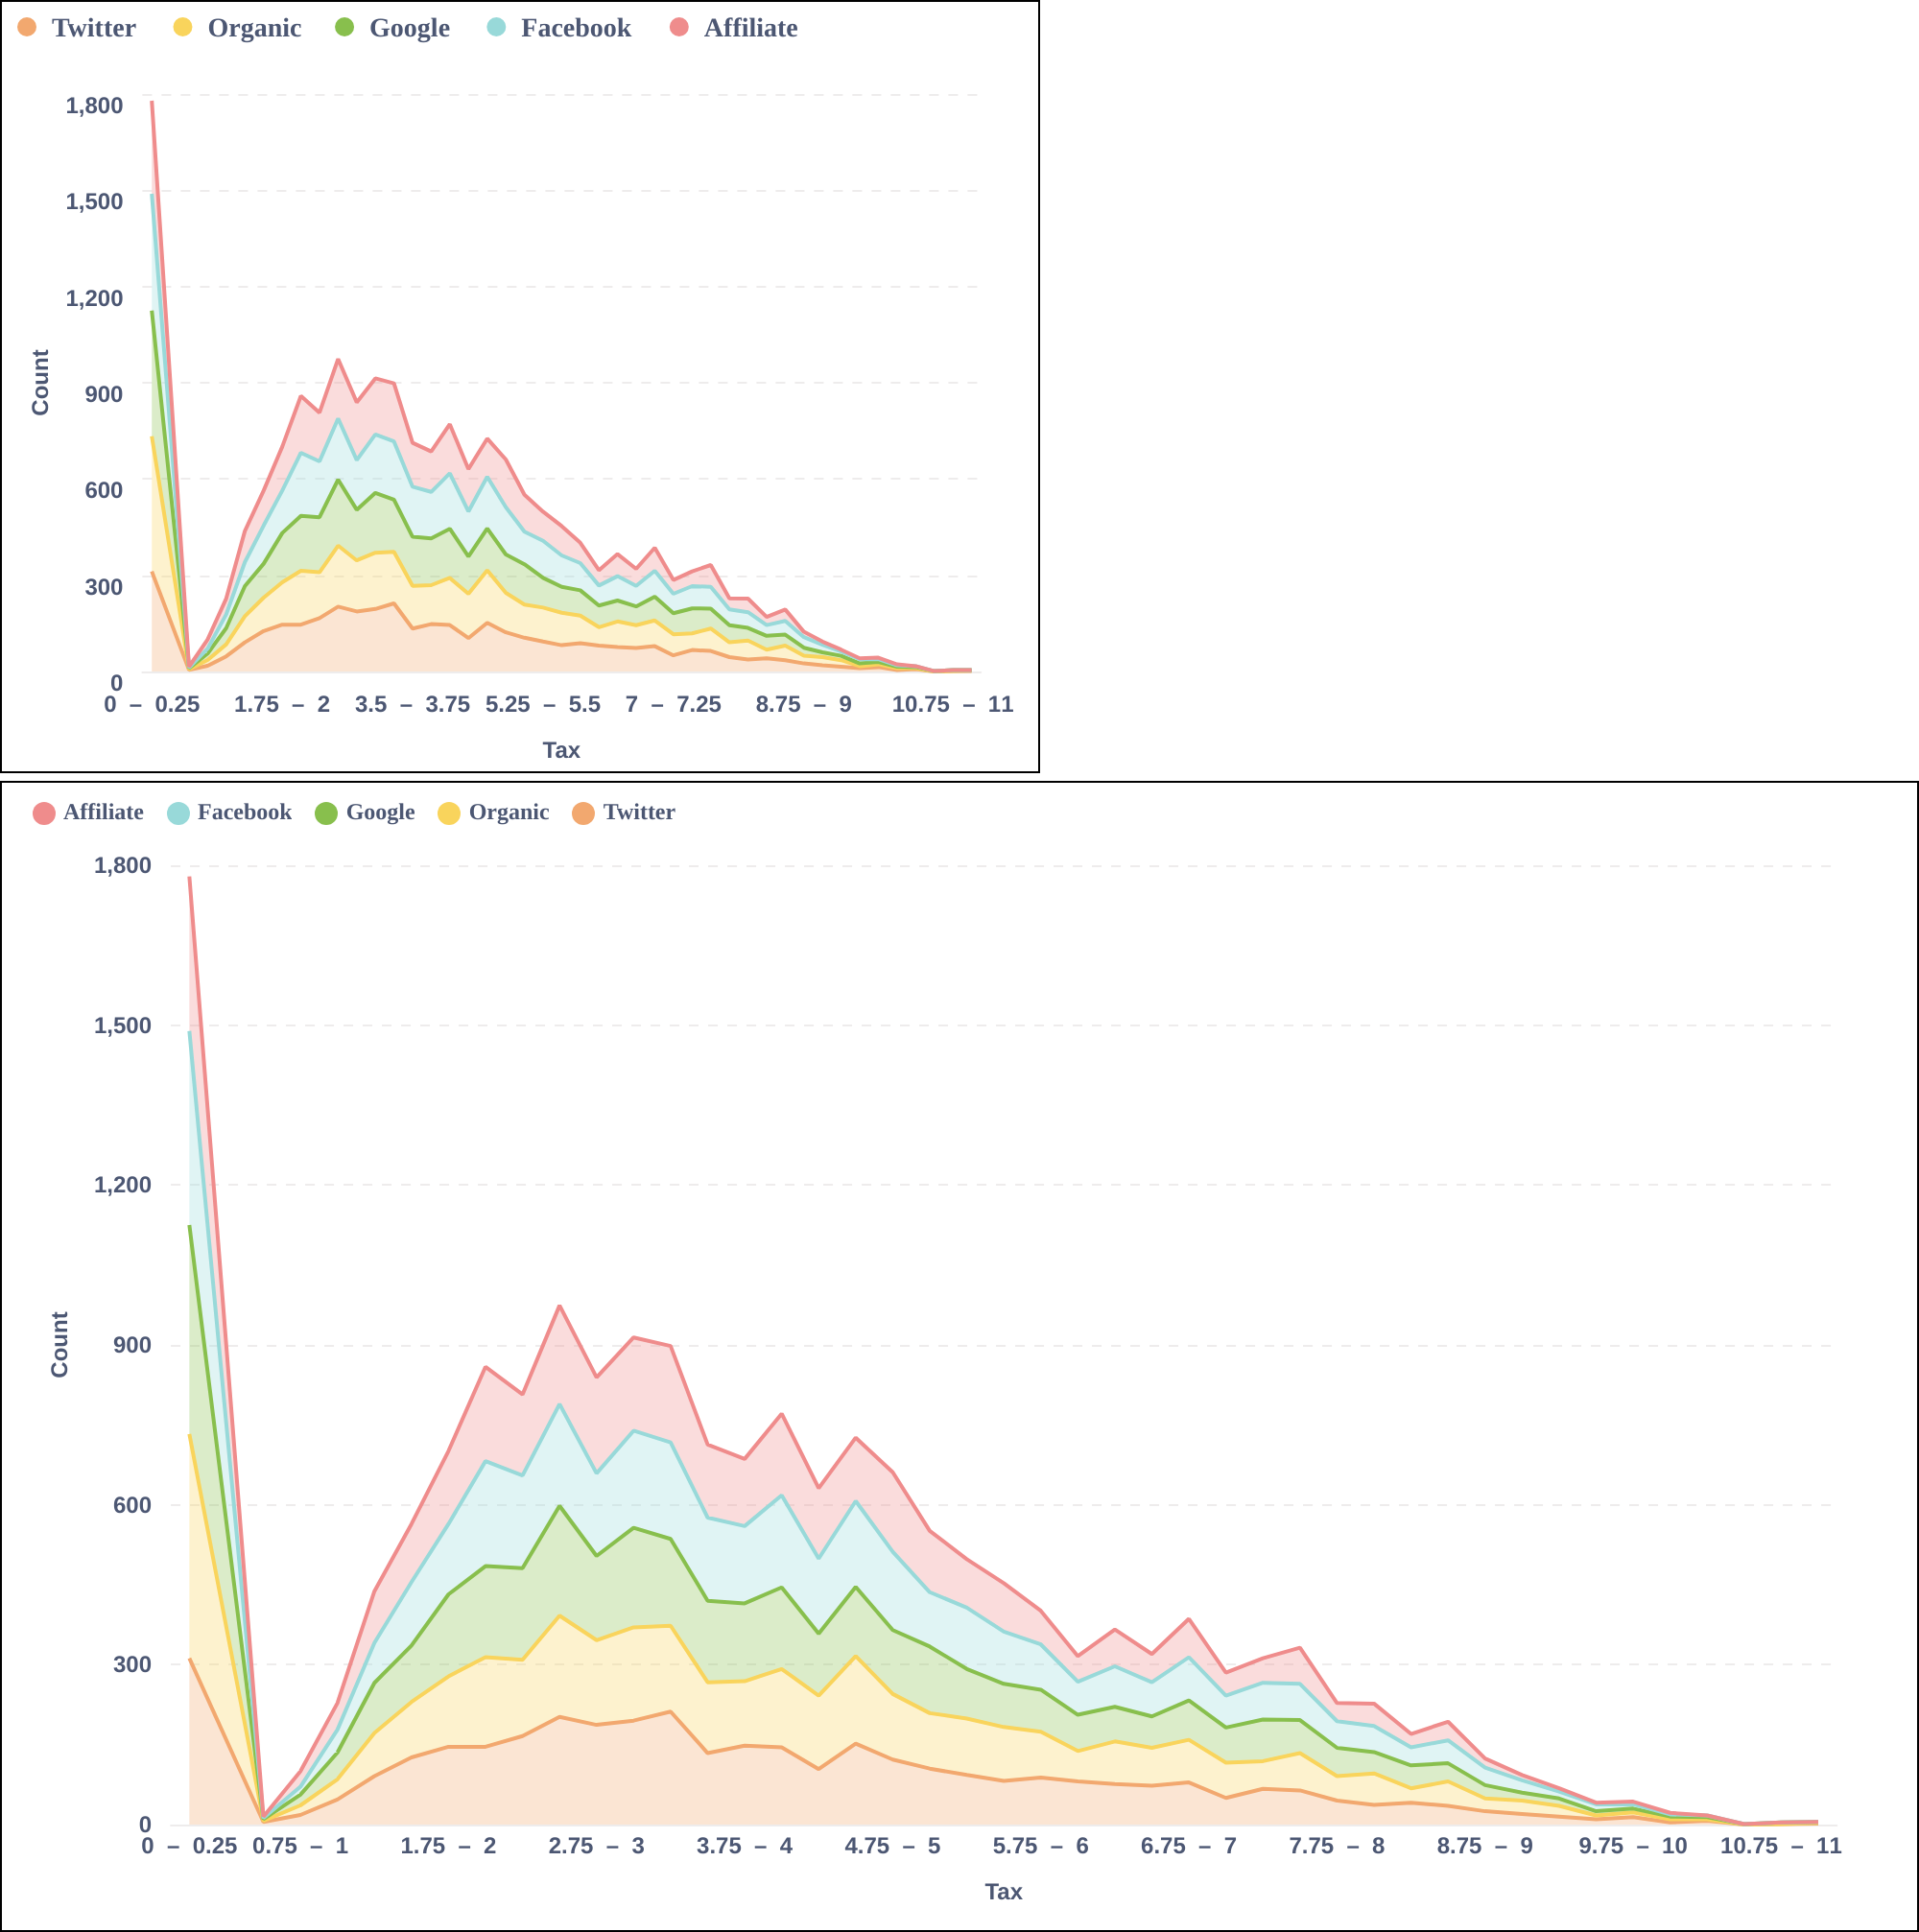 Twitter Organic Google Facebook Affiliate
1,800
1,500
1,200
900
600
300
0
Count
0 – 0.25 1.75 – 2 3.5 – 3.75 5.25 – 5.5 7 – 7.25 8.75 – 9 10.75 – 11
Tax
Affiliate Facebook Google Organic Twitter
1,800
1,500
1,200
900
600
300
0
Count
0 – 0.25 0.75 – 1 1.75 – 2 2.75 – 3 3.75 – 4 4.75 – 5 5.75 – 6 6.75 – 7 7.75 – 8 8.75 – 9 9.75 – 10 10.75 – 11
Tax